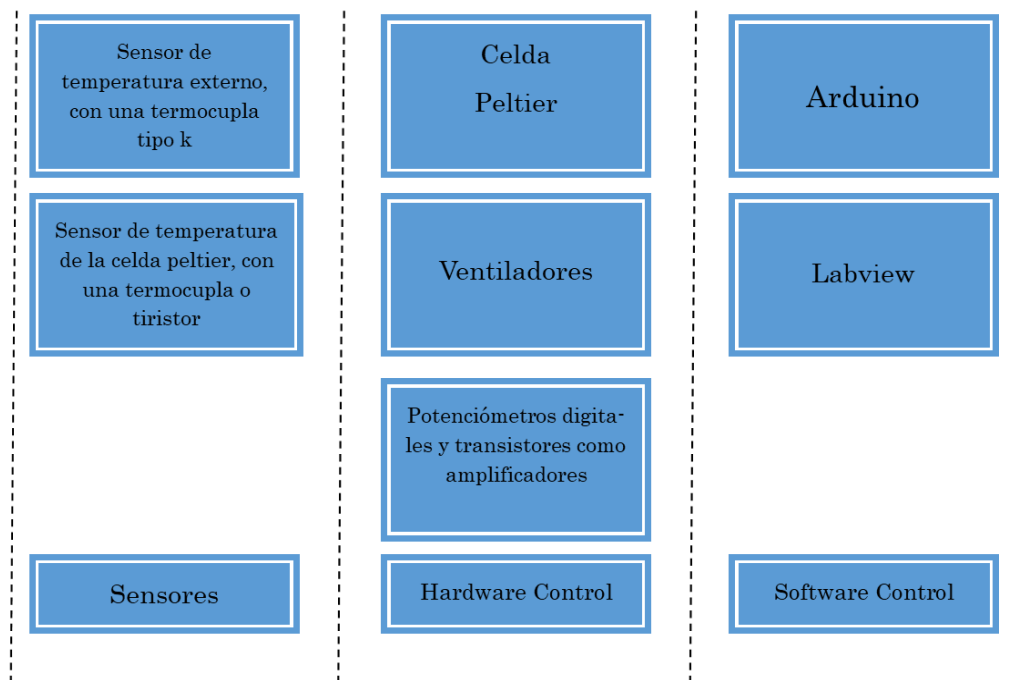 Sensor de
temperatura externo,
con una termocupla
tipo k
Celda
Peltier
Arduino
Sensor de temperatura
de la celda peltier, con
una termocupla o
tiristor
Ventiladores
Labview
Potenciómetros digita-
les y transistores como
amplificadores
Sensores
Hardware Control
Software Control